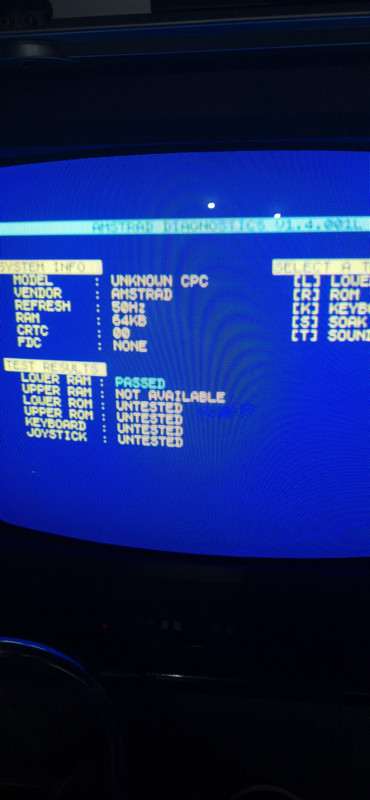 AMSTRAD DIAGNOSTICS V1.4.001L
SYSTEM INFO
MODEL : UNKNOWN CPC
VENDOR : AMSTRAD
REFRESH : 50Hz
RAM : 64KB
CRTC : 00
FDC : NONE
TEST RESULTS
LOWER RAM : PASSED
UPPER RAM : NOT AVAILABLE
LOWER ROM : UNTESTED
UPPER ROM : UNTESTED
KEYBOARD : UNTESTED
JOYSTICK : UNTESTED
SELECT A T
[L] LOWE
[R] ROM
[K] KEYBO
[S] SOAK
[T] SOUN